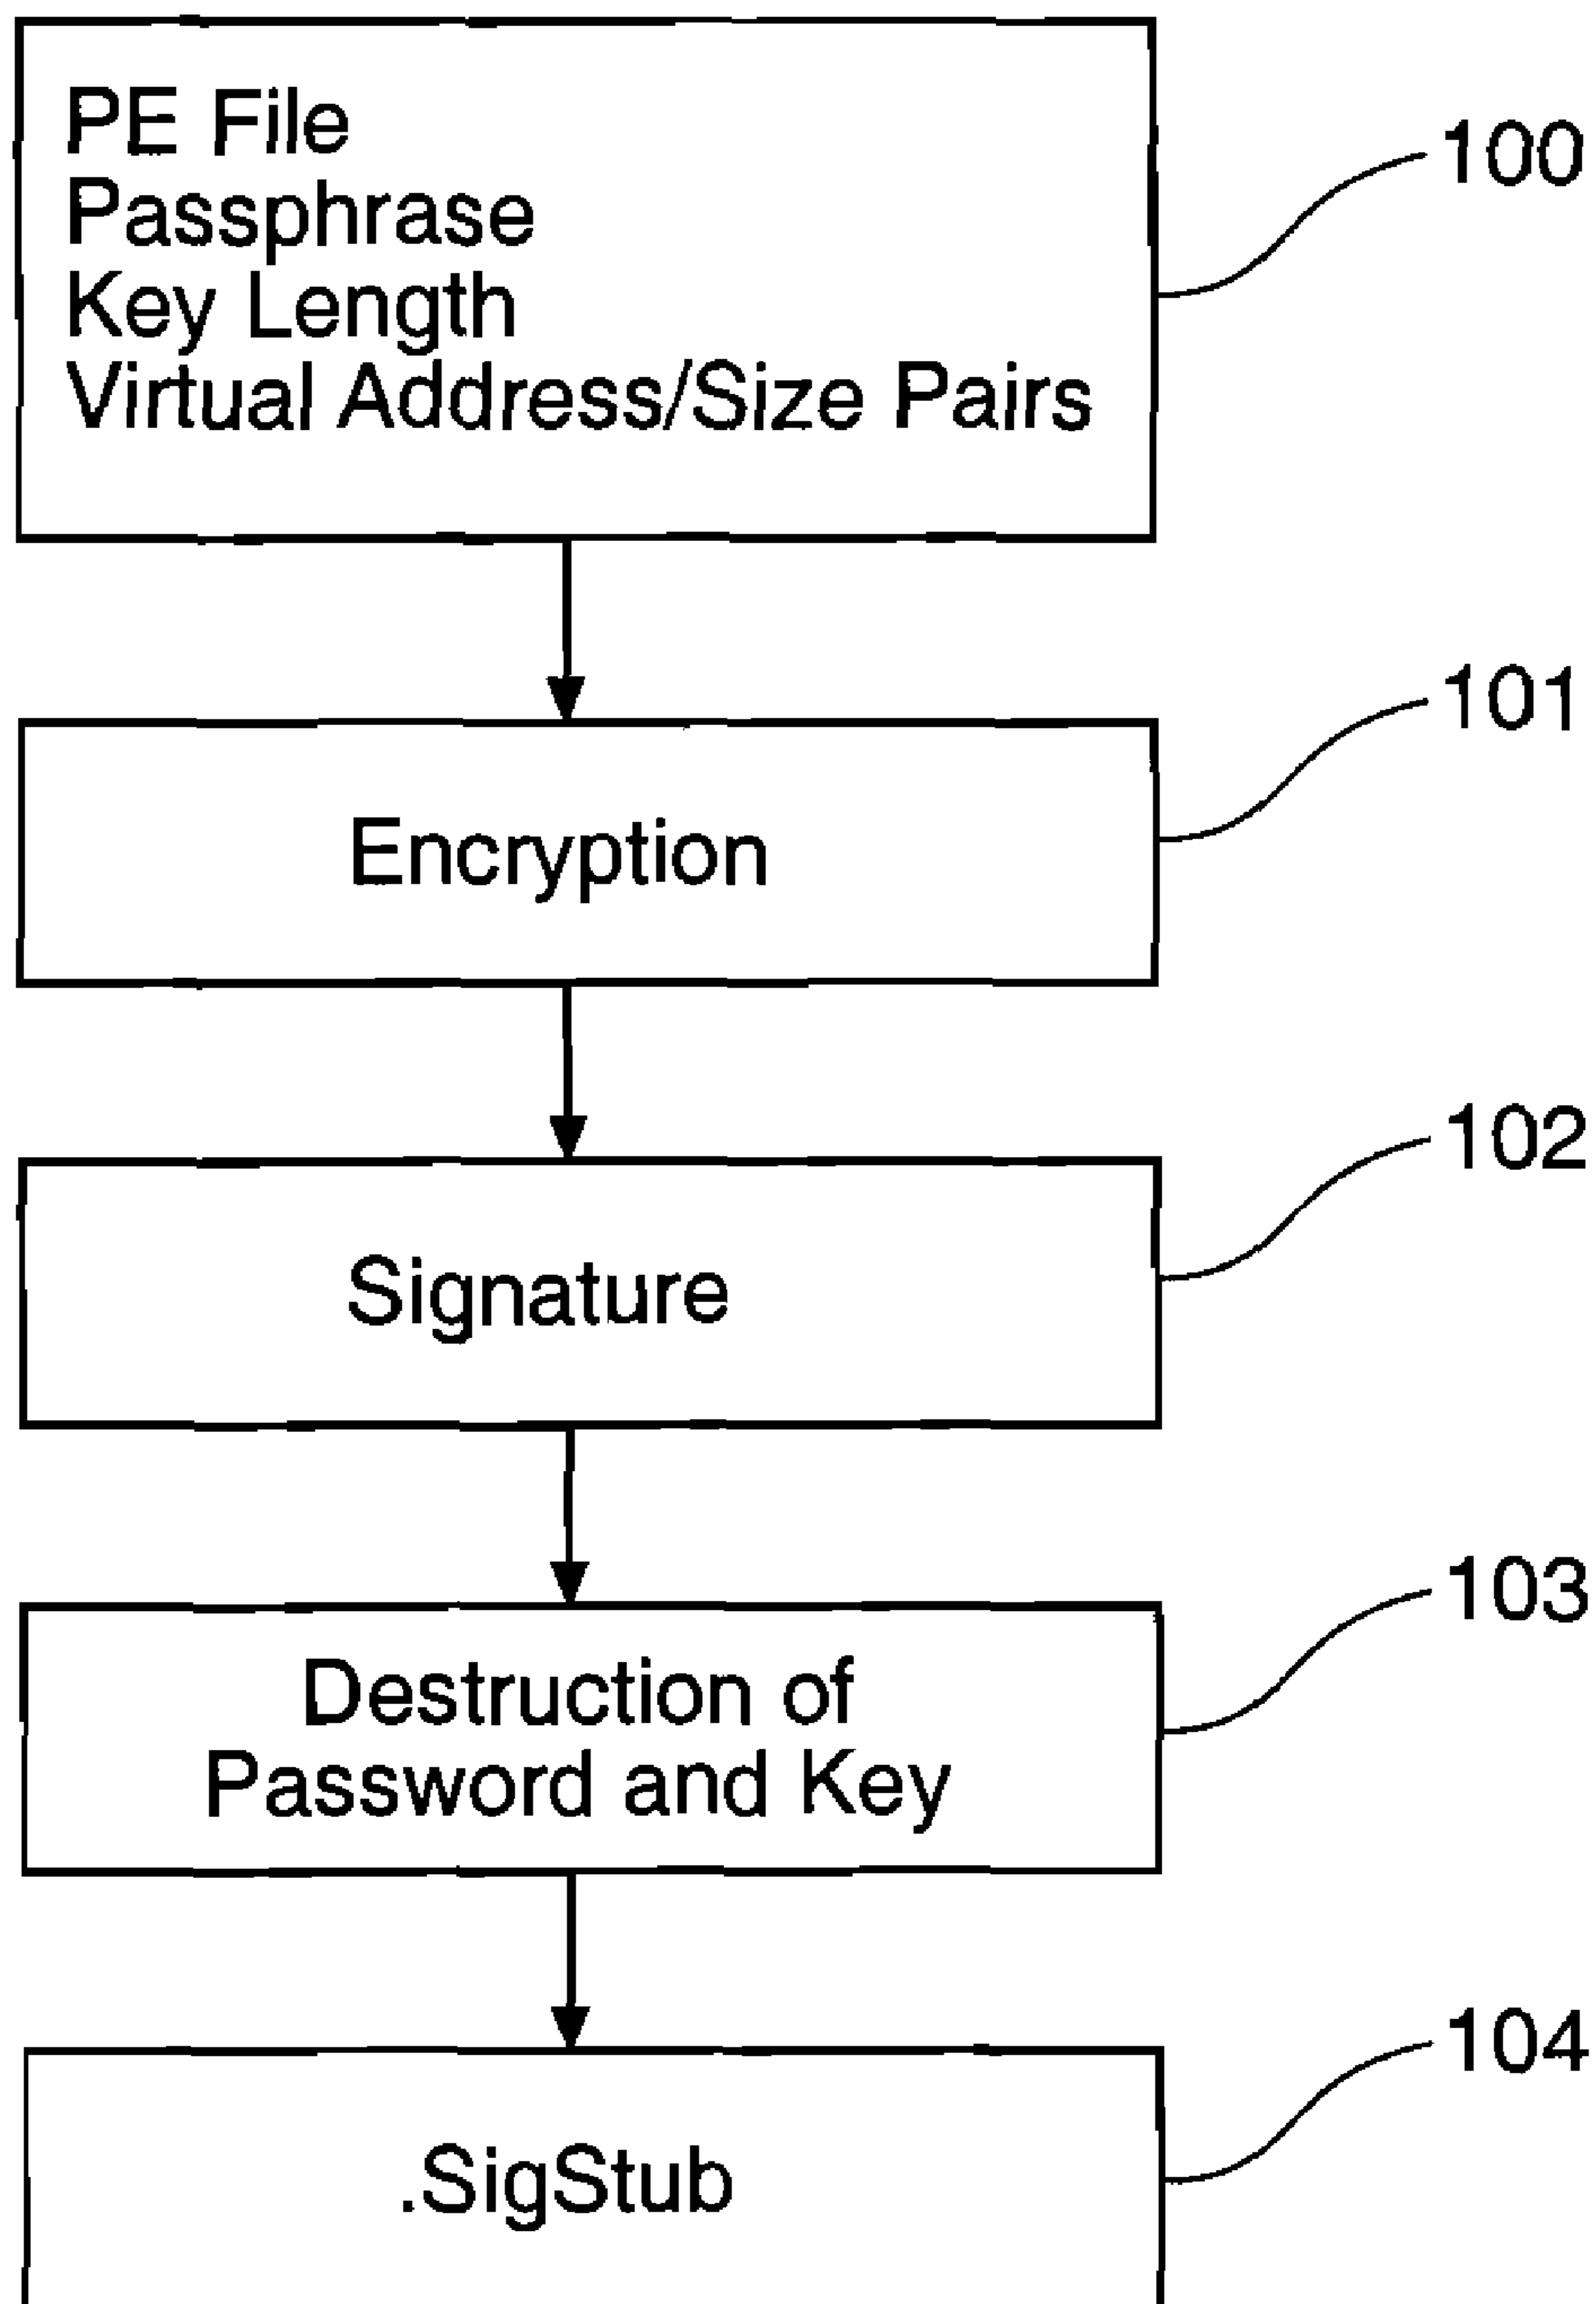 PE File
Passphrase
Key Length
Virtual Address/Size Pairs
100
Encryption
101
Signature
102
Destruction of
Password and Key
103
.SigStub
104